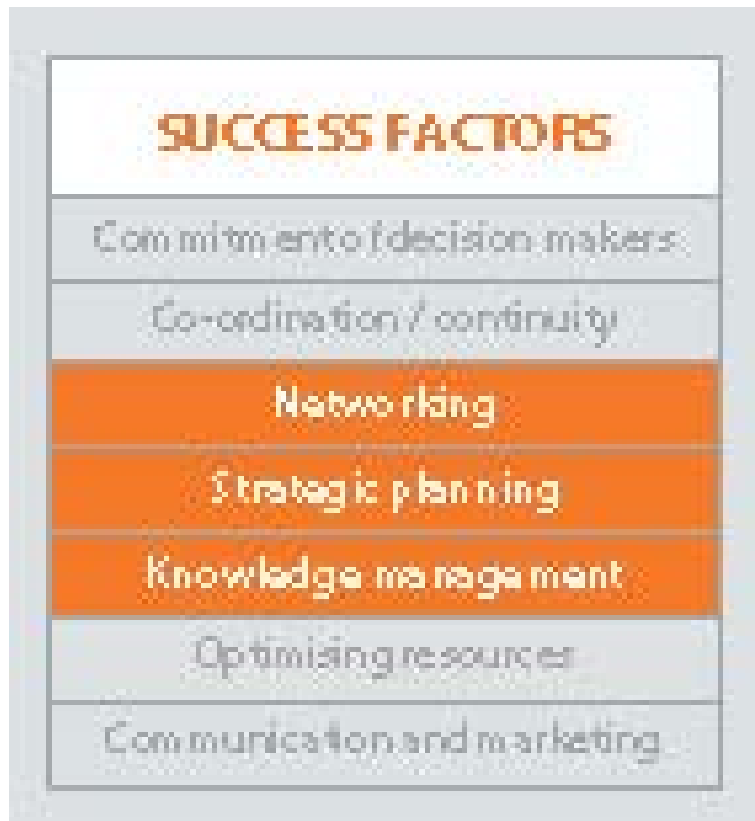 SUCCESS FACTORS
Commitment of decision makers
Co-ordination / continuity
Networking
Strategic planning
Knowledge management
Optimising resources
Communication and marketing